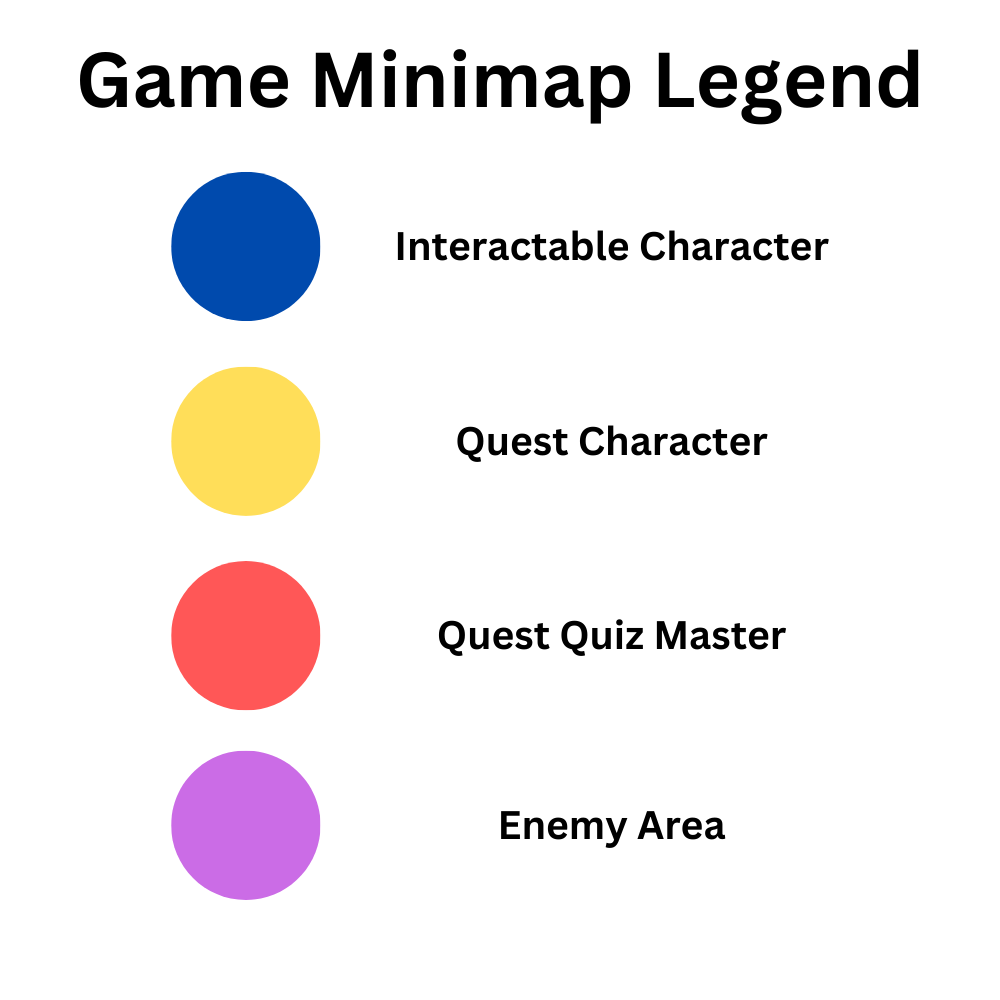 Game Minimap Legend
Interactable Character
Quest Character
Quest Quiz Master
Enemy Area